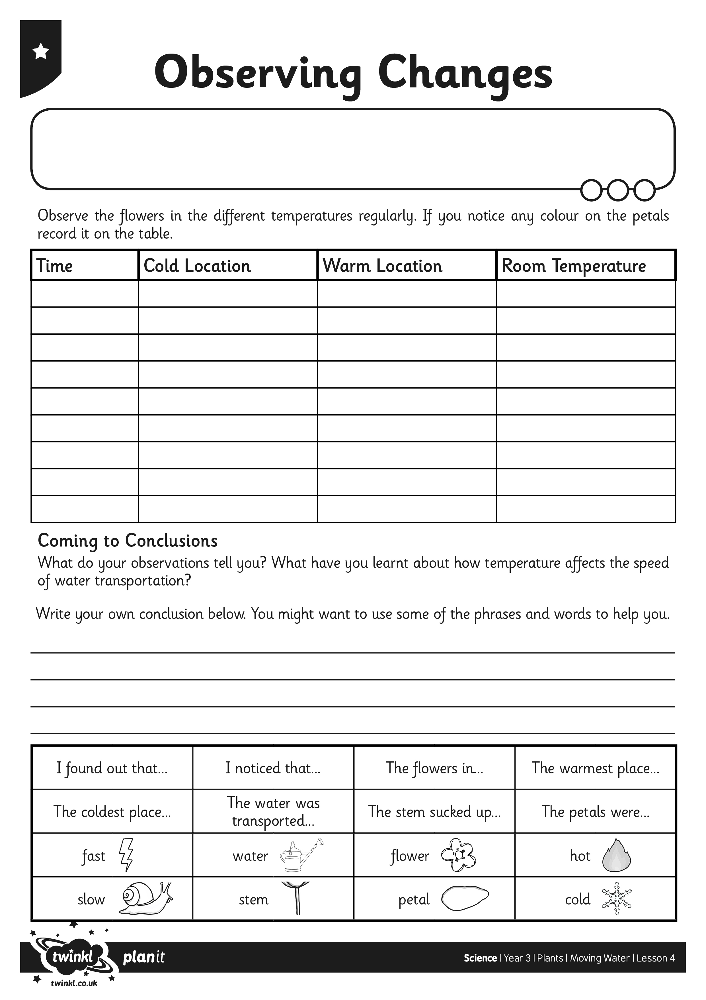 Observing Changes
Observe the flowers in the different temperatures regularly. If you notice any colour on the petals
record it on the table.
Time
Cold Location
Warm Location
Room Temperature
Coming to Conclusions
What do your observations tell you? What have you learnt about how temperature affects the speed
of water transportation?
Write your own conclusion below. You might want to use some of the phrases and words to help you.
I found out that...
I noticed that...
The flowers in...
The warmest place...
The coldest place...
The water was
transported...
The stem sucked up...
The petals were...
fast
water
flower
hot
slow
stem
petal
cold
twinkl
planit
Science | Year 3 | Plants | Moving Water | Lesson 4
twinkl.co.uk